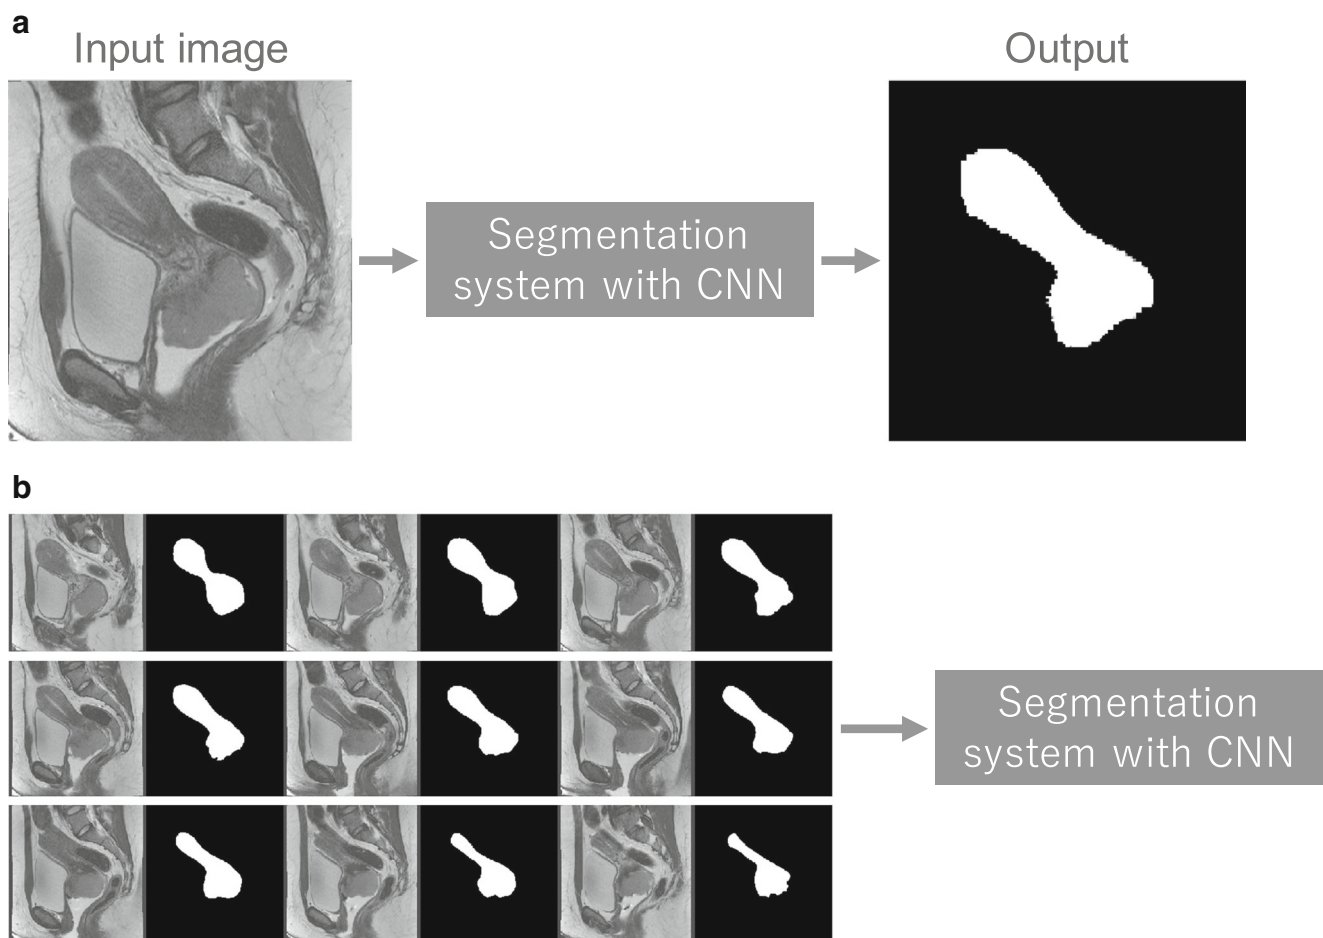 a
Input image
Output
Segmentation
system with CNN
b
Segmentation
system with CNN